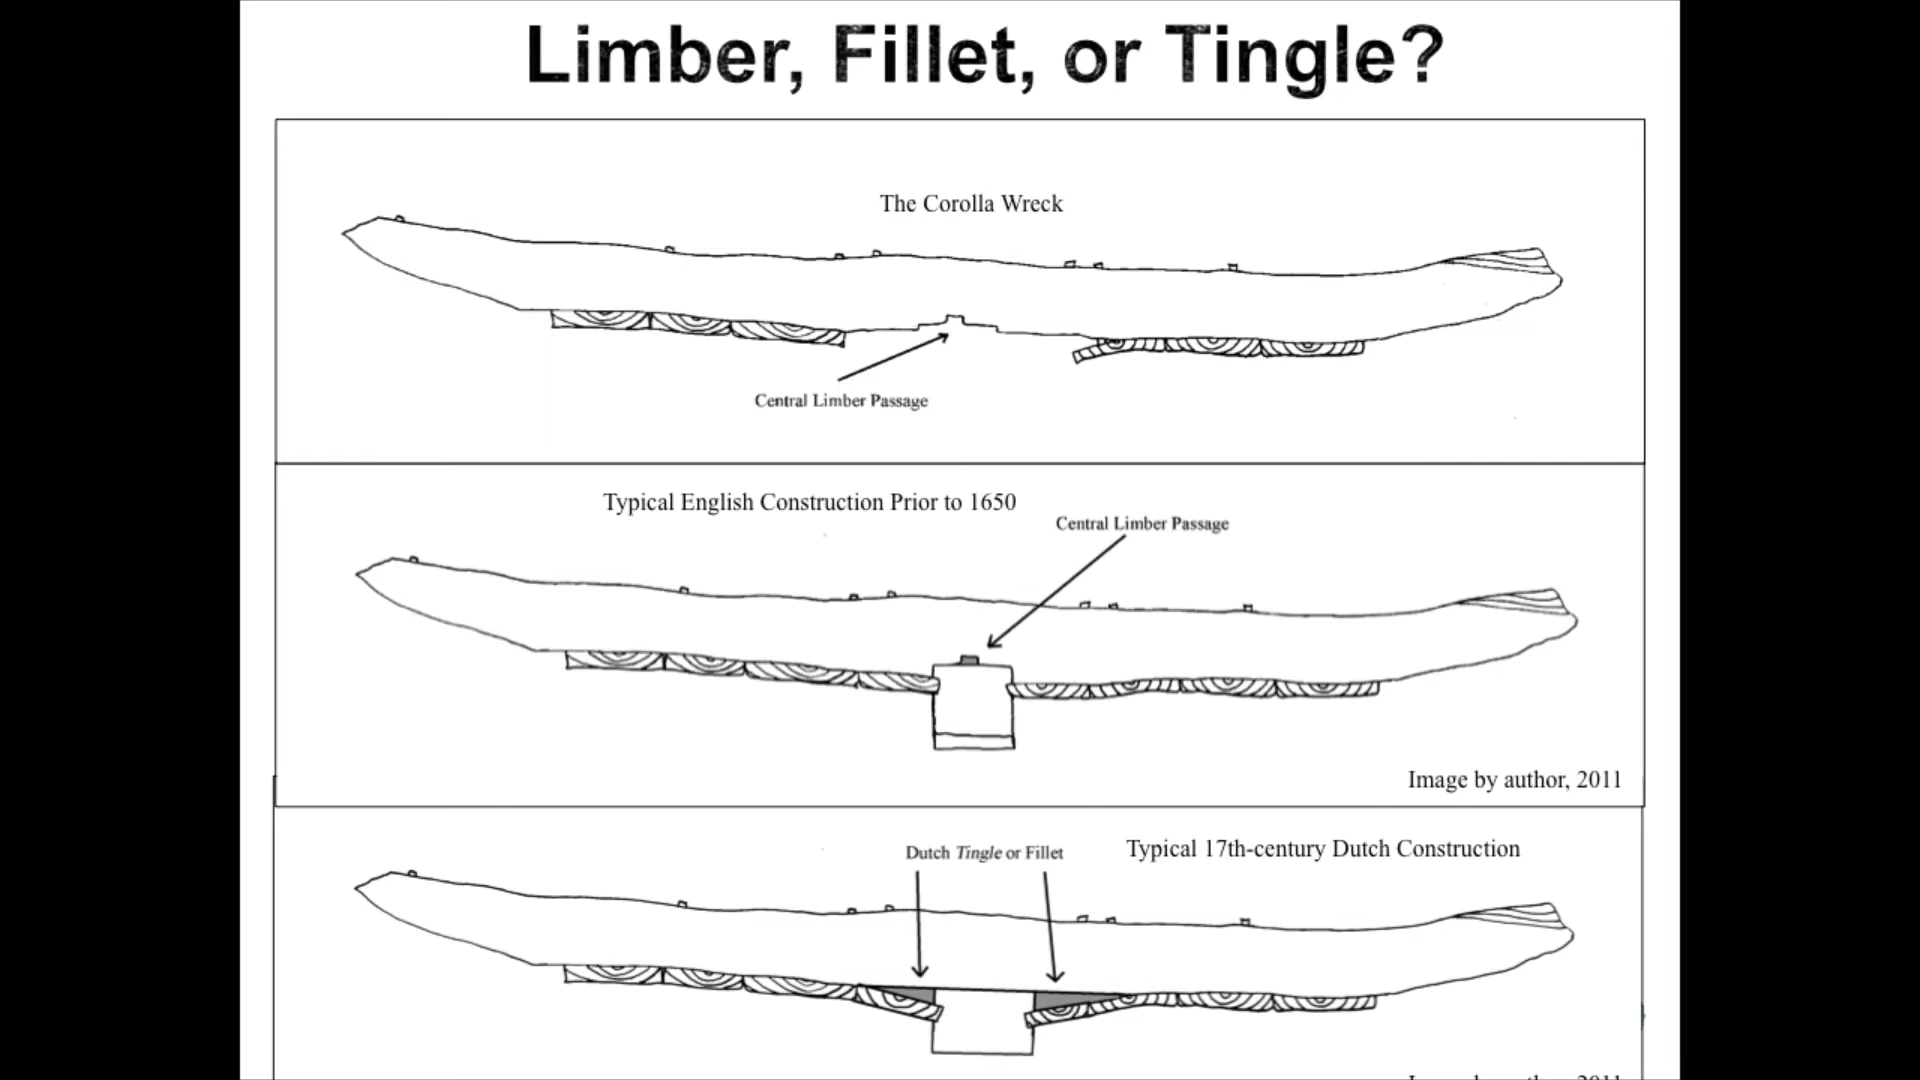 Limber, Fillet, or Tingle?
The Corolla Wreck
Central Limber Passage
Typical English Construction Prior to 1650
Central Limber Passage
Image by author, 2011
Dutch Tingle or Fillet
Typical 17th-century Dutch Construction